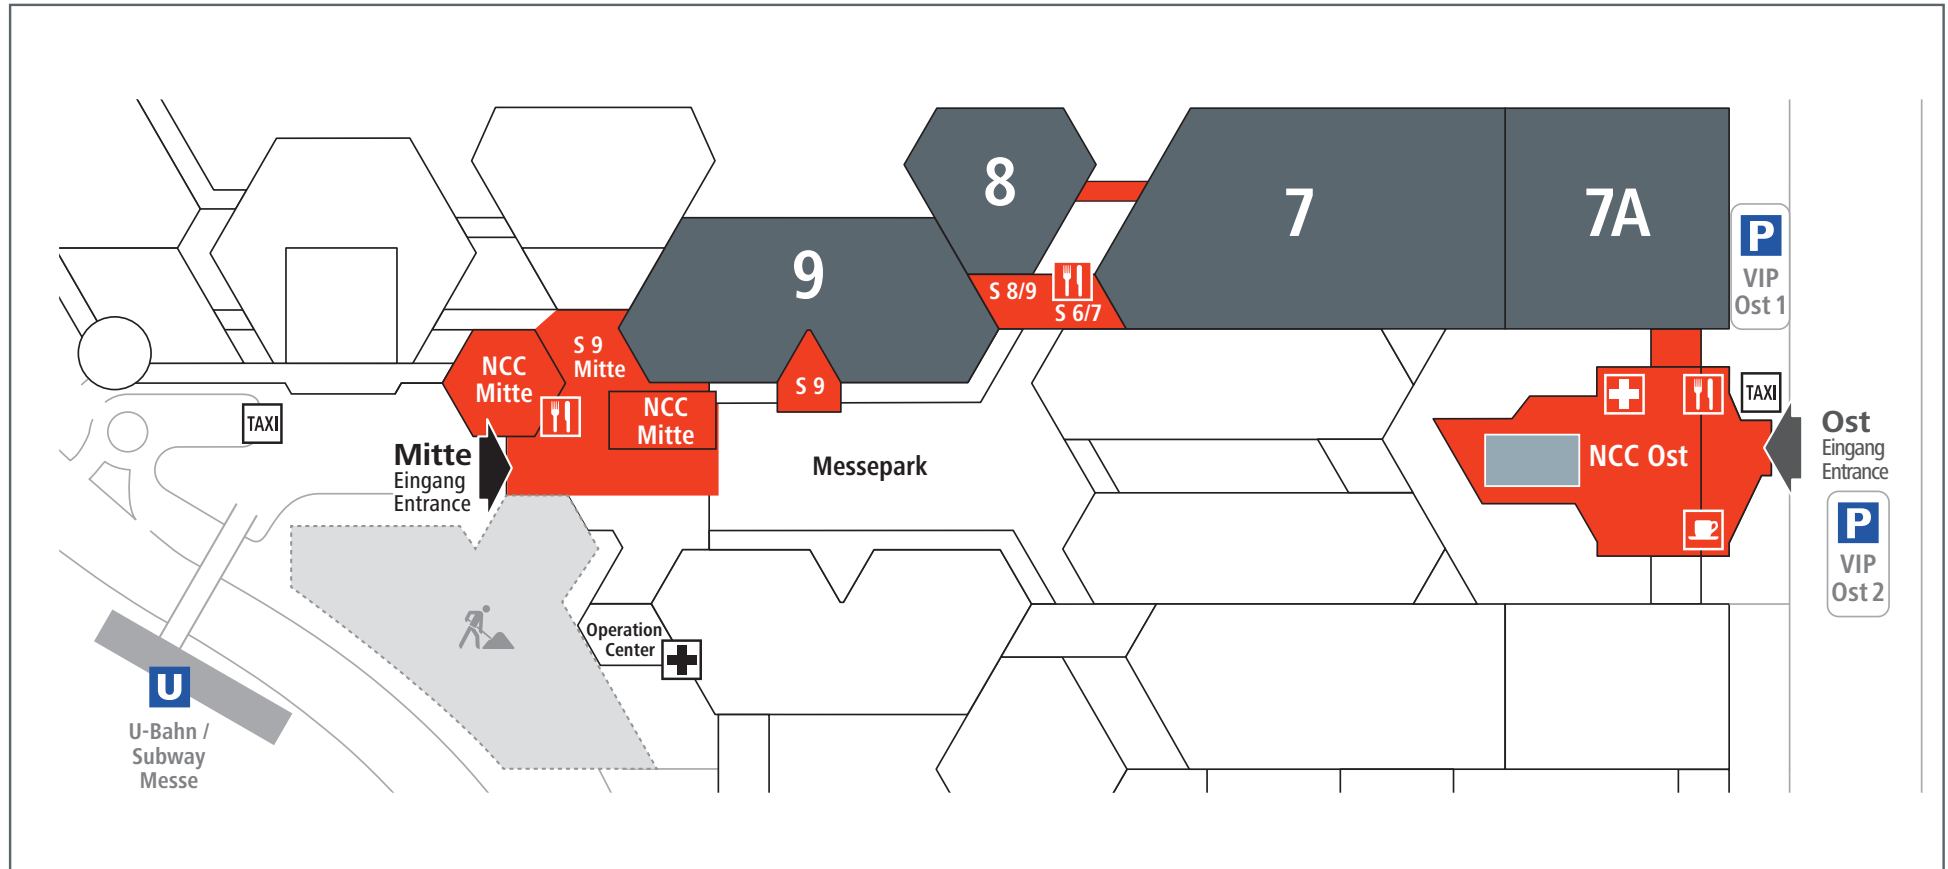 8
7
7A
9
P
VIP
Ost 1
S 8/9
S 6/7
S 9
Mitte
NCC
Mitte
S 9
NCC
Mitte
TAXI
TAXI
Mitte
Eingang
Entrance
Messepark
NCC Ost
Ost
Eingang
Entrance
P
VIP
Ost 2
Operation
Center
U
U-Bahn /
Subway
Messe